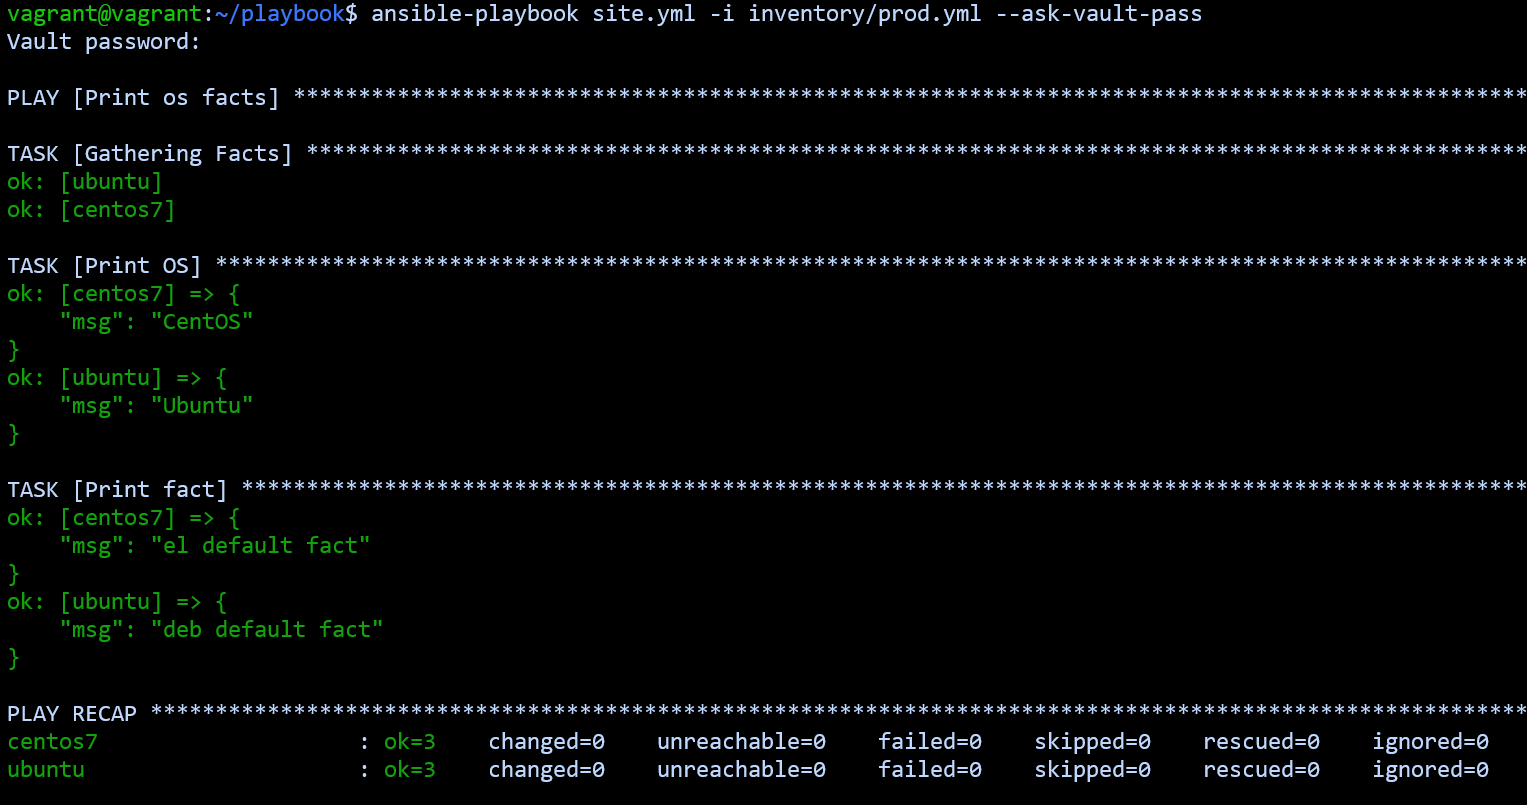 vagrant@vagrant:~/playbook$ ansible-playbook site.yml -i inventory/prod.yml --ask-vault-pass
Vault password:
PLAY [Print os facts] ***********************************************************************************************
TASK [Gathering Facts] **********************************************************************************************
ok: [ubuntu]
ok: [centos7]
TASK [Print OS] *****************************************************************************************************
ok: [centos7] => {
    "msg": "CentOS"
}
ok: [ubuntu] => {
    "msg": "Ubuntu"
}
TASK [Print fact] ***************************************************************************************************
ok: [centos7] => {
    "msg": "el default fact"
}
ok: [ubuntu] => {
    "msg": "deb default fact"
}
PLAY RECAP **********************************************************************************************************
centos7                    : ok=3    changed=0    unreachable=0    failed=0    skipped=0    rescued=0    ignored=0
ubuntu                     : ok=3    changed=0    unreachable=0    failed=0    skipped=0    rescued=0    ignored=0